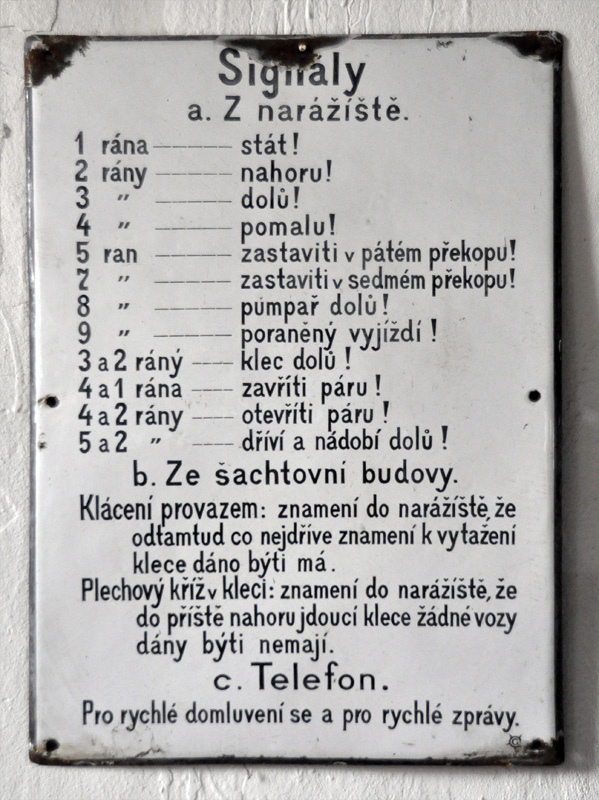 Signály
a. Z narážíště.
1 rána — stát!
2 rány — nahoru!
3 〃 — dolů!
4 〃 — pomalu!
5 ran — zastaviti v pátém překopu!
7 〃 — zastaviti v sedmém překopu!
8 〃 — pumpař dolů!
9 〃 — poraněný vyjíždí!
3 a 2 rány — klec dolů!
4 a 1 rána — zavříti páru!
4 a 2 rány — otevříti páru!
5 a 2 〃 — dříví a nádobí dolů!
b. Ze šachtovní budovy.
Klácení provazem: znamení do narážíště, že
odtamtud co nejdříve znamení k vytažení
klece dáno býti má.
Plechový kříž v kleci: znamení do narážíště, že
do příště nahoru jdoucí klece žádné vozy
dány býti nemají.
c. Telefon.
Pro rychlé domluvení se a pro rychlé zprávy.